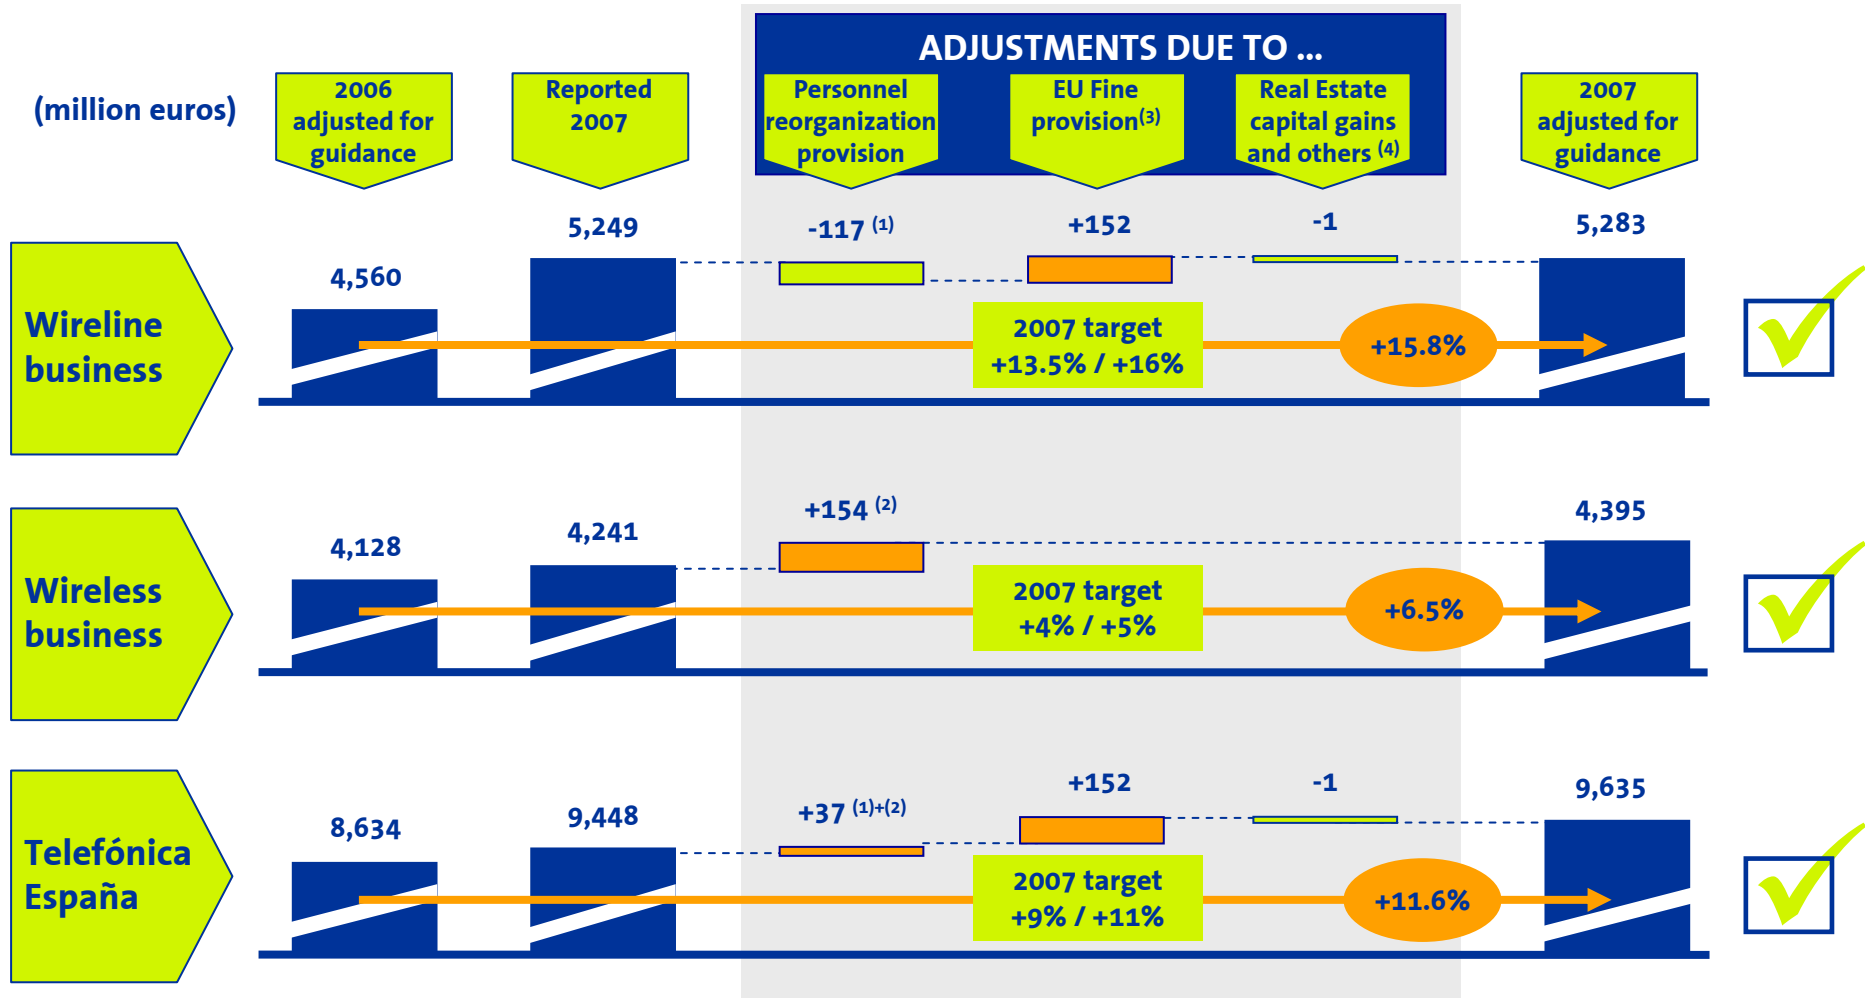 ADJUSTMENTS DUE TO ...
(million euros)
2006
adjusted for
guidance
Reported
2007
Personnel
reorganization
provision
EU Fine
provision(3)
Real Estate
capital gains
and others (4)
2007
adjusted for
guidance
Wireline
business
4,560
5,249
-117 (1)
+152
-1
5,283
2007 target
+13.5% / +16%
+15.8%
Wireless
business
4,128
4,241
+154 (2)
4,395
2007 target
+4% / +5%
+6.5%
Telefónica
España
8,634
9,448
+37 (1)+(2)
+152
-1
9,635
2007 target
+9% / +11%
+11.6%